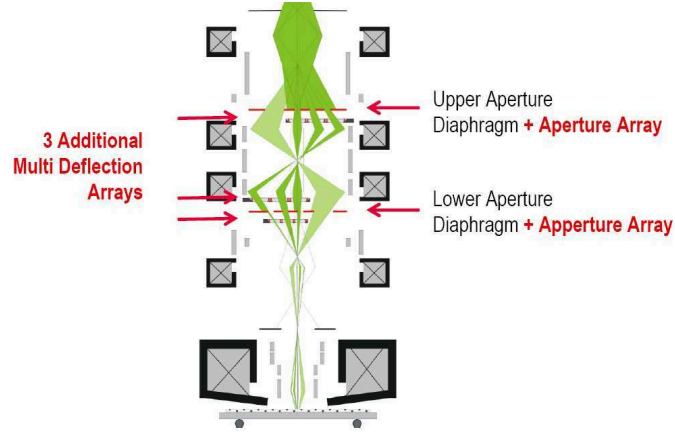 3 Additional
Multi Deflection
Arrays
Upper Aperture
Diaphragm + Aperture Array
Lower Aperture
Diaphragm + Apperture Array